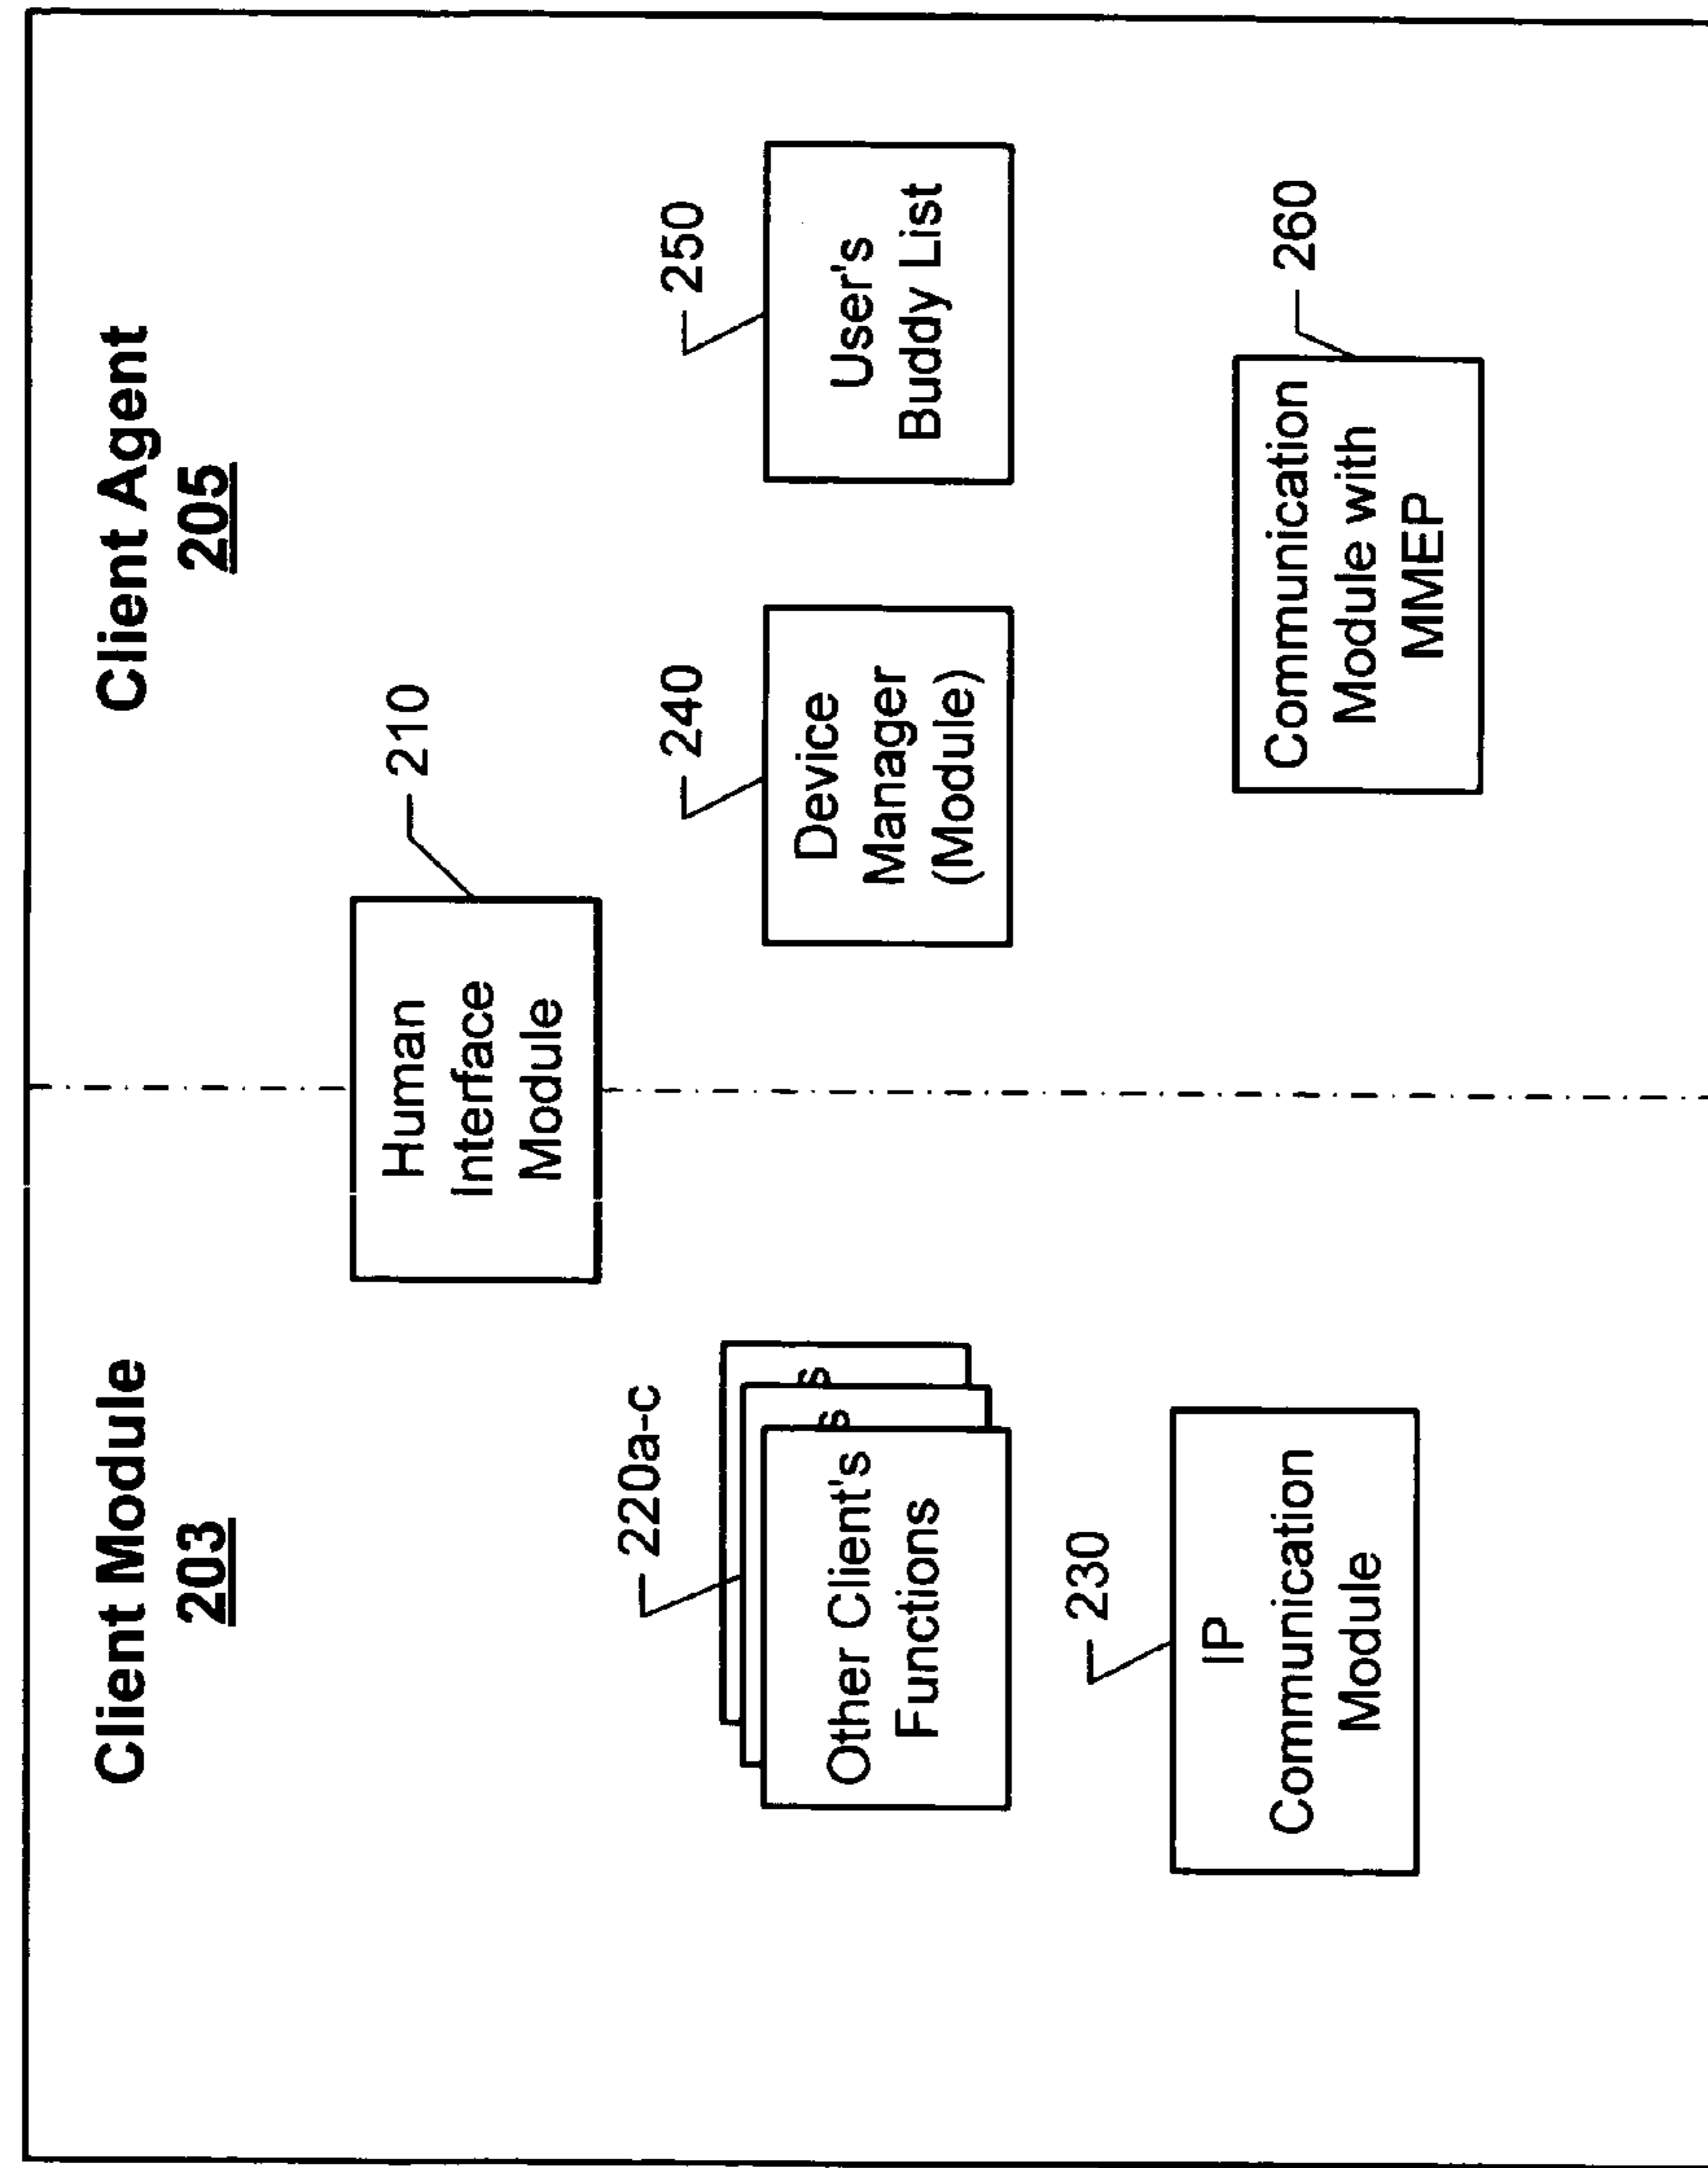 Client Module
203
Client Agent
205
210
Human
Interface
Module
220a-c
s
s
Other Client's
Functions
240
Device
Manager
(Module)
250
User's
Buddy List
230
IP
Communication
Module
260
Communication
Module with
MMEP